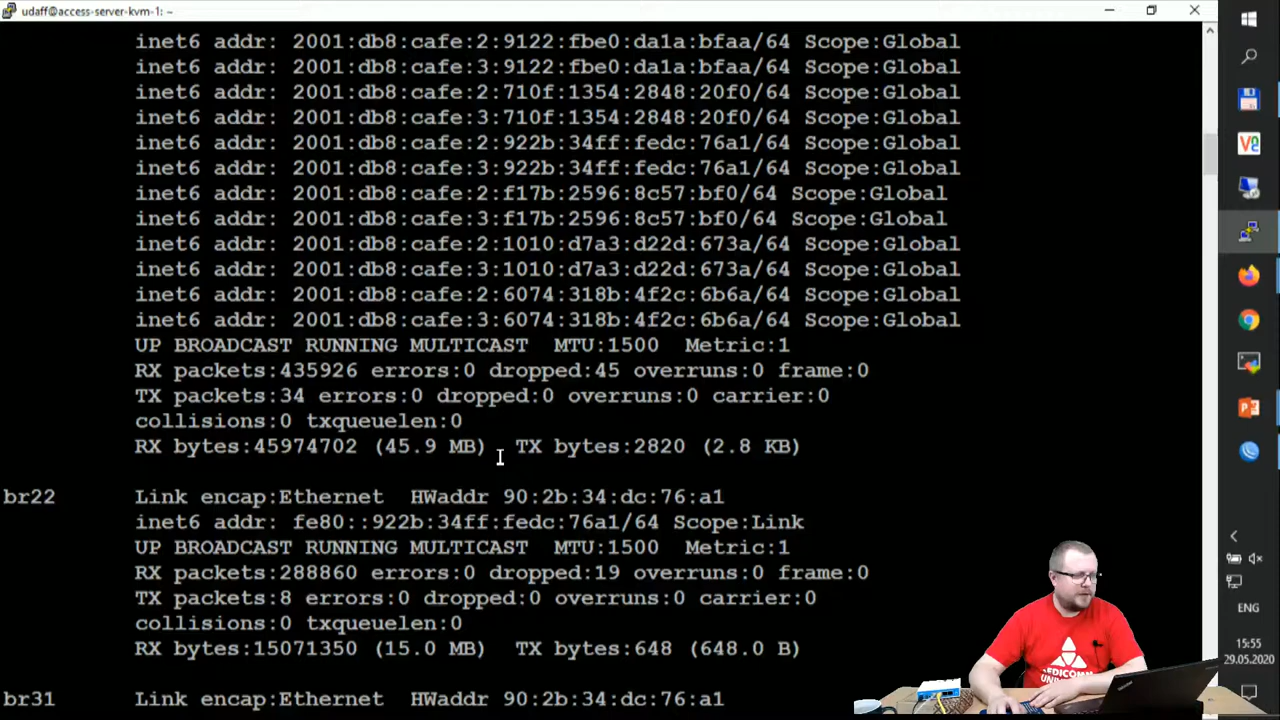 udaff@access-server-kvm-1: ~
inet6 addr: 2001:db8:cafe:2:9122:fbe0:da1a:bfaa/64 Scope:Global
inet6 addr: 2001:db8:cafe:3:9122:fbe0:da1a:bfaa/64 Scope:Global
inet6 addr: 2001:db8:cafe:2:710f:1354:2848:20f0/64 Scope:Global
inet6 addr: 2001:db8:cafe:3:710f:1354:2848:20f0/64 Scope:Global
inet6 addr: 2001:db8:cafe:2:922b:34ff:fedc:76a1/64 Scope:Global
inet6 addr: 2001:db8:cafe:3:922b:34ff:fedc:76a1/64 Scope:Global
inet6 addr: 2001:db8:cafe:2:f17b:2596:8c57:bf0/64 Scope:Global
inet6 addr: 2001:db8:cafe:3:f17b:2596:8c57:bf0/64 Scope:Global
inet6 addr: 2001:db8:cafe:2:1010:d7a3:d22d:673a/64 Scope:Global
inet6 addr: 2001:db8:cafe:3:1010:d7a3:d22d:673a/64 Scope:Global
inet6 addr: 2001:db8:cafe:2:6074:318b:4f2c:6b6a/64 Scope:Global
inet6 addr: 2001:db8:cafe:3:6074:318b:4f2c:6b6a/64 Scope:Global
UP BROADCAST RUNNING MULTICAST  MTU:1500  Metric:1
RX packets:435926 errors:0 dropped:45 overruns:0 frame:0
TX packets:34 errors:0 dropped:0 overruns:0 carrier:0
collisions:0 txqueuelen:0
RX bytes:45974702 (45.9 MB)  TX bytes:2820 (2.8 KB)
br22 Link encap:Ethernet  HWaddr 90:2b:34:dc:76:a1
inet6 addr: fe80::922b:34ff:fedc:76a1/64 Scope:Link
UP BROADCAST RUNNING MULTICAST  MTU:1500  Metric:1
RX packets:288860 errors:0 dropped:19 overruns:0 frame:0
TX packets:8 errors:0 dropped:0 overruns:0 carrier:0
collisions:0 txqueuelen:0
RX bytes:15071350 (15.0 MB)  TX bytes:648 (648.0 B)
br31 Link encap:Ethernet  HWaddr 90:2b:34:dc:76:a1
ENG
15:55
29.05.2020